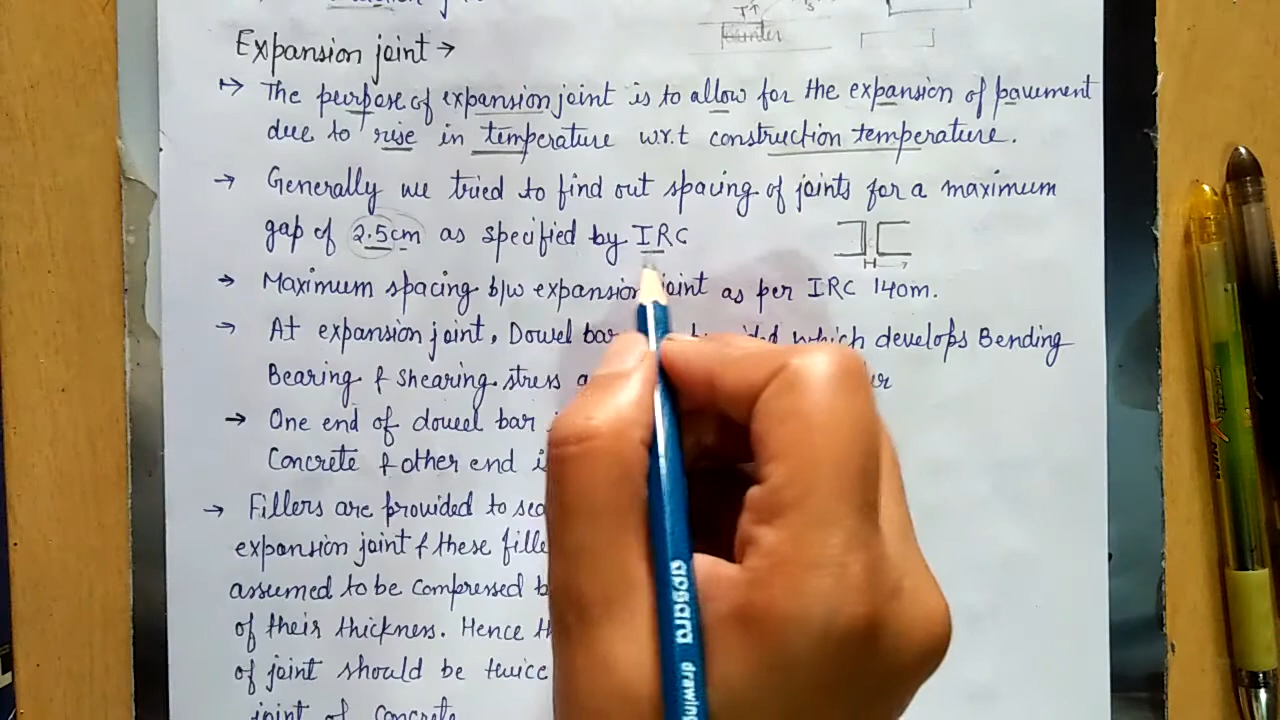 Expansion joint →
↦ The purpose of expansion joint is to allow for the expansion of pavement
due to rise in temperature w.r.t construction temperature.
→ Generally we tried to find out spacing of joints for a maximum
gap of 2.5cm as specified by IRC
→ Maximum spacing b/w expansion joint as per IRC 140m.
→ At expansion joint, Dowel bar which develops Bending
Bearing & shearing stress
→ One end of dowel bar
Concrete & other end
→ Fillers are provided to
expansion joint & these
assumed to be compressed
of their thickness. Hence
of joint should be twice
joint of concrete
apsara drawing